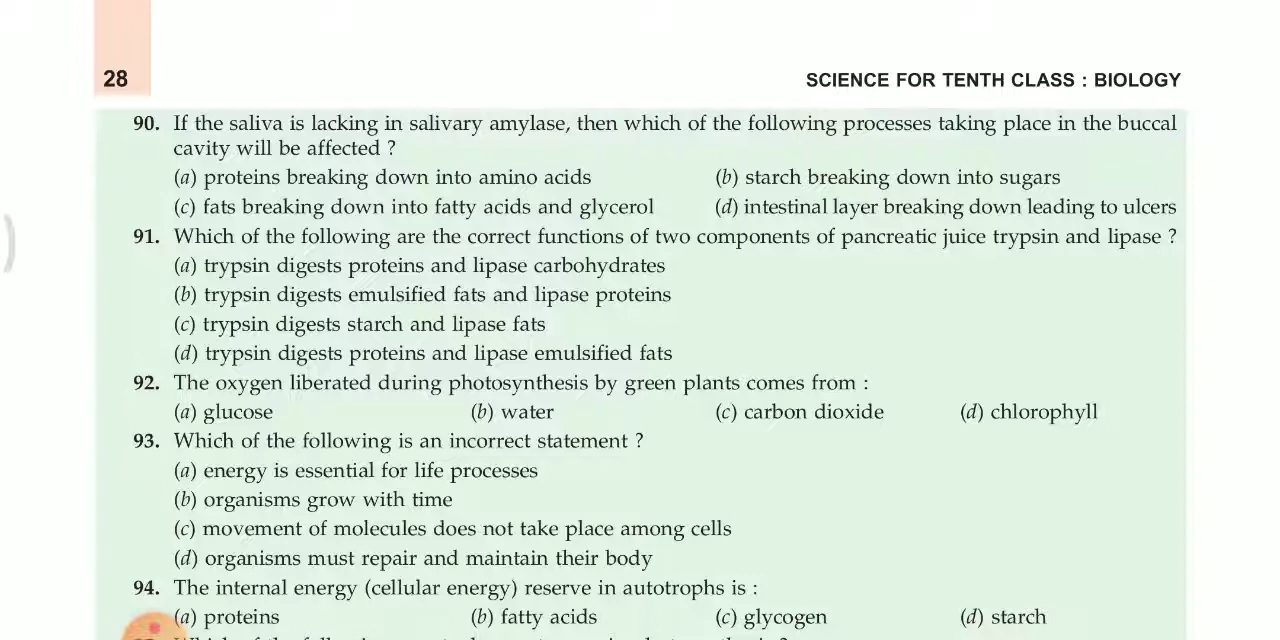 28
SCIENCE FOR TENTH CLASS : BIOLOGY
90. If the saliva is lacking in salivary amylase, then which of the following processes taking place in the buccal
cavity will be affected ?
(a) proteins breaking down into amino acids (b) starch breaking down into sugars
(c) fats breaking down into fatty acids and glycerol (d) intestinal layer breaking down leading to ulcers
91. Which of the following are the correct functions of two components of pancreatic juice trypsin and lipase ?
(a) trypsin digests proteins and lipase carbohydrates
(b) trypsin digests emulsified fats and lipase proteins
(c) trypsin digests starch and lipase fats
(d) trypsin digests proteins and lipase emulsified fats
92. The oxygen liberated during photosynthesis by green plants comes from :
(a) glucose (b) water (c) carbon dioxide (d) chlorophyll
93. Which of the following is an incorrect statement ?
(a) energy is essential for life processes
(b) organisms grow with time
(c) movement of molecules does not take place among cells
(d) organisms must repair and maintain their body
94. The internal energy (cellular energy) reserve in autotrophs is :
(a) proteins (b) fatty acids (c) glycogen (d) starch